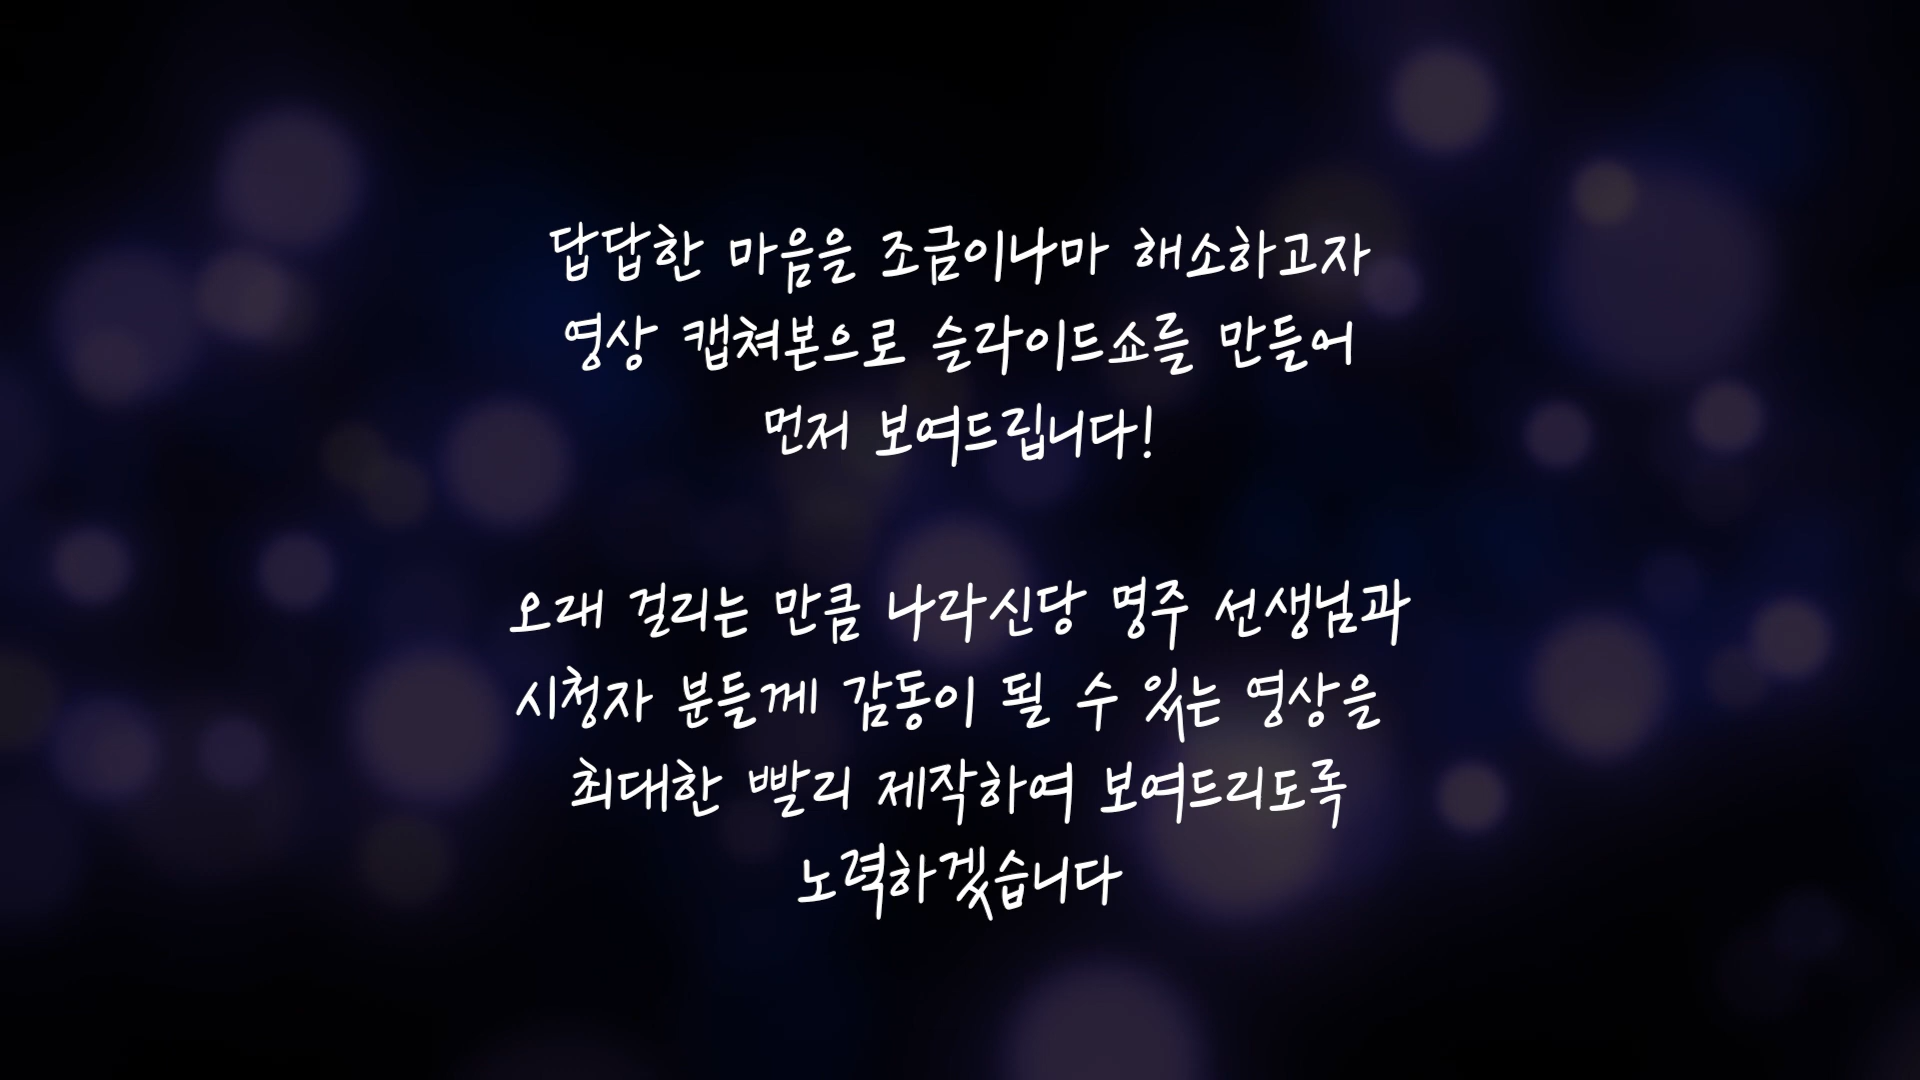 답답한 마음을 조금이나마 해소하고자
영상 캡쳐본으로 슬라이드쇼를 만들어
먼저 보여드립니다!
오래 걸리는 만큼 나라신당 명주 선생님과
시청자 분들께 감동이 될 수 있는 영상을
최대한 빨리 제작하여 보여드리도록
노력하겠습니다